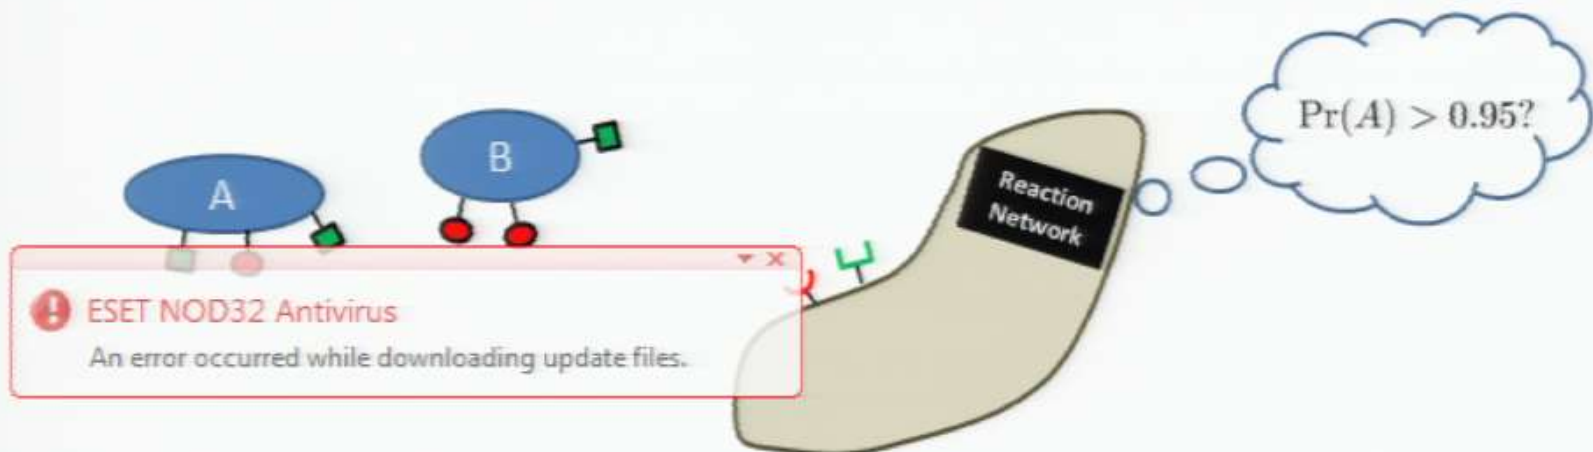 Pr(A) > 0.95?
B
A
Reaction
Network
ESET NOD32 Antivirus
An error occurred while downloading update files.